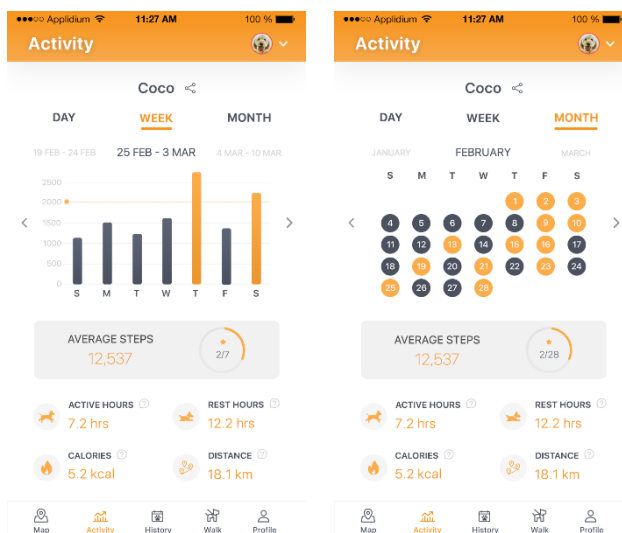 Applidium 11:27 AM 100 %
Activity
Coco
DAY WEEK MONTH
19 FEB - 24 FEB 25 FEB - 3 MAR 4 MAR - 10 MAR
2500
2000
1500
1000
500
0
S M T W T F S
AVERAGE STEPS
12,537
2/7
ACTIVE HOURS ?
7.2 hrs
REST HOURS ?
12.2 hrs
CALORIES ?
5.2 kcal
DISTANCE ?
18.1 km
Map Activity History Walk Profile
Applidium 11:27 AM 100 %
Activity
Coco
DAY WEEK MONTH
JANUARY FEBRUARY MARCH
S M T W T F S
1 2 3
4 5 6 7 8 9 10
11 12 13 14 15 16 17
18 19 20 21 22 23 24
25 26 27 28
AVERAGE STEPS
12,537
2/28
ACTIVE HOURS ?
7.2 hrs
REST HOURS ?
12.2 hrs
CALORIES ?
5.2 kcal
DISTANCE ?
18.1 km
Map Activity History Walk Profile